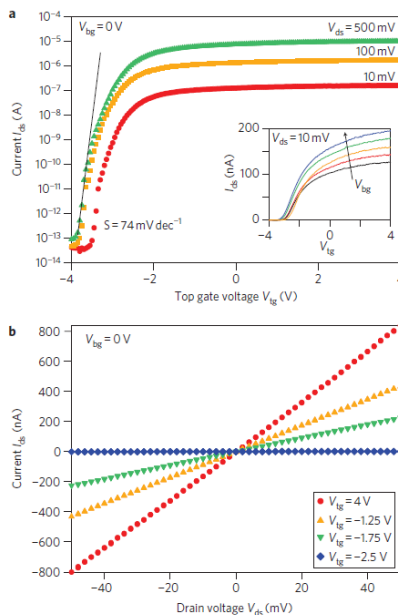 a
V_bg = 0 V
V_ds = 500 mV
100 mV
10 mV
S = 74 mV dec⁻¹
Current I_ds (A)
10⁻⁴
10⁻⁵
10⁻⁶
10⁻⁷
10⁻⁸
10⁻⁹
10⁻¹⁰
10⁻¹¹
10⁻¹²
10⁻¹³
10⁻¹⁴
-4
-2
0
2
4
Top gate voltage V_tg (V)
V_ds = 10 mV
V_bg
I_ds (nA)
200
100
0
-4
0
4
V_tg
b
V_bg = 0 V
Current I_ds (nA)
800
600
400
200
0
-200
-400
-600
-800
V_tg = 4 V
V_tg = -1.25 V
V_tg = -1.75 V
V_tg = -2.5 V
-40
-20
0
20
40
Drain voltage V_ds (mV)